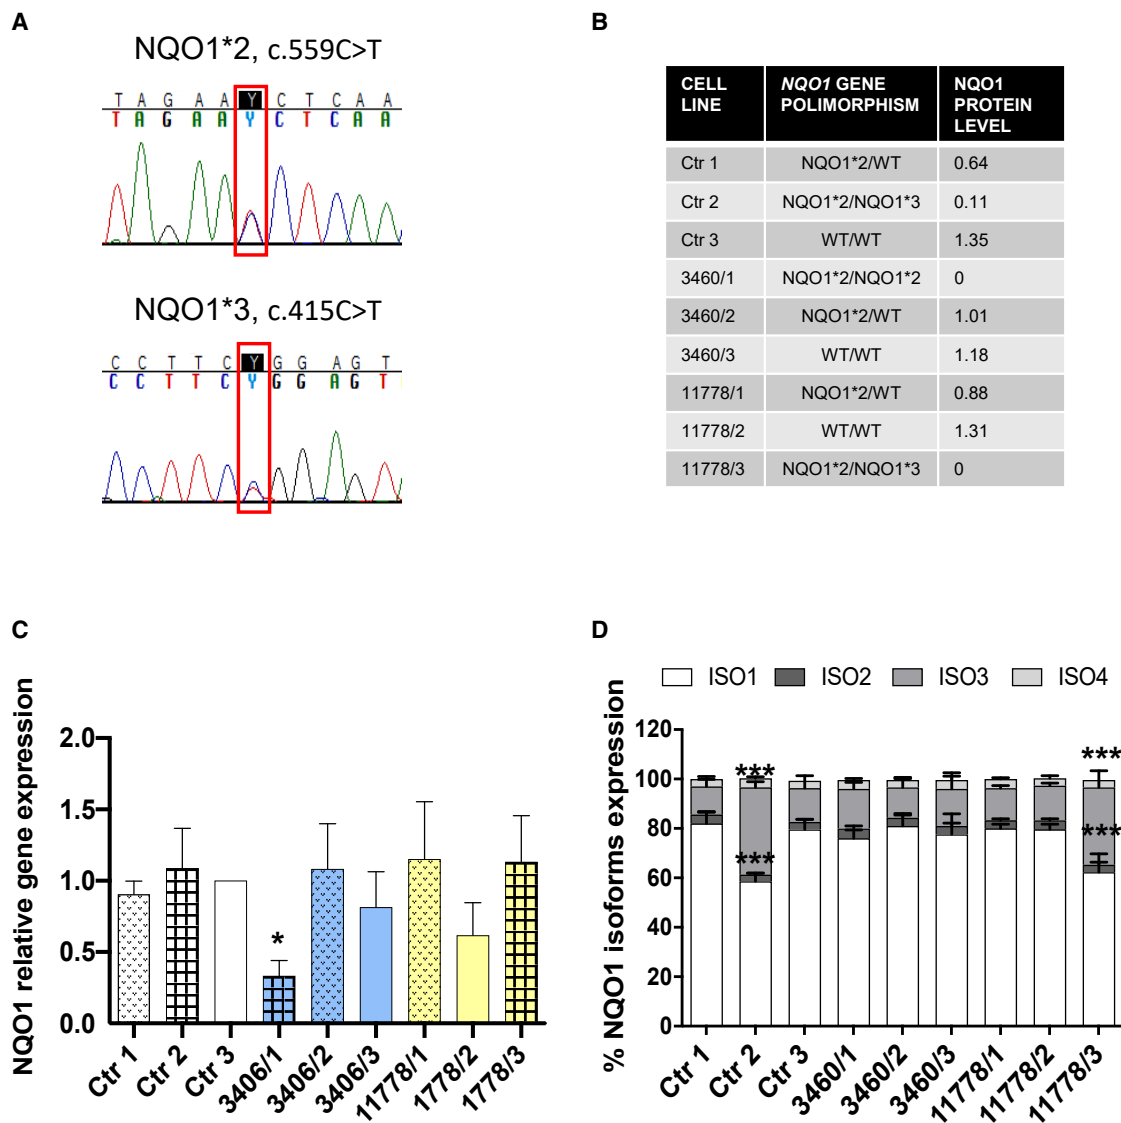 A
NQO1*2, c.559C>T
T A G A A Y C T C A A
T A G A A Y C T C A A
NQO1*3, c.415C>T
C C T T C Y G G A G T
C C T T C Y G G A G T
B
CELL LINE NQO1 GENE POLIMORPHISM NQO1 PROTEIN LEVEL
Ctr 1 NQO1*2/WT 0.64
Ctr 2 NQO1*2/NQO1*3 0.11
Ctr 3 WT/WT 1.35
3460/1 NQO1*2/NQO1*2 0
3460/2 NQO1*2/WT 1.01
3460/3 WT/WT 1.18
11778/1 NQO1*2/WT 0.88
11778/2 WT/WT 1.31
11778/3 NQO1*2/NQO1*3 0
C
NQO1 relative gene expression
2.0
1.5
1.0
0.5
0.0
*
Ctr 1
Ctr 2
Ctr 3
3406/1
3406/2
3406/3
11778/1
1778/2
1778/3
D
ISO1 ISO2 ISO3 ISO4
% NQO1 isoforms expression
120
100
80
60
40
20
0
***
***
***
***
Ctr 1
Ctr 2
Ctr 3
3460/1
3460/2
3460/3
11778/1
11778/2
11778/3